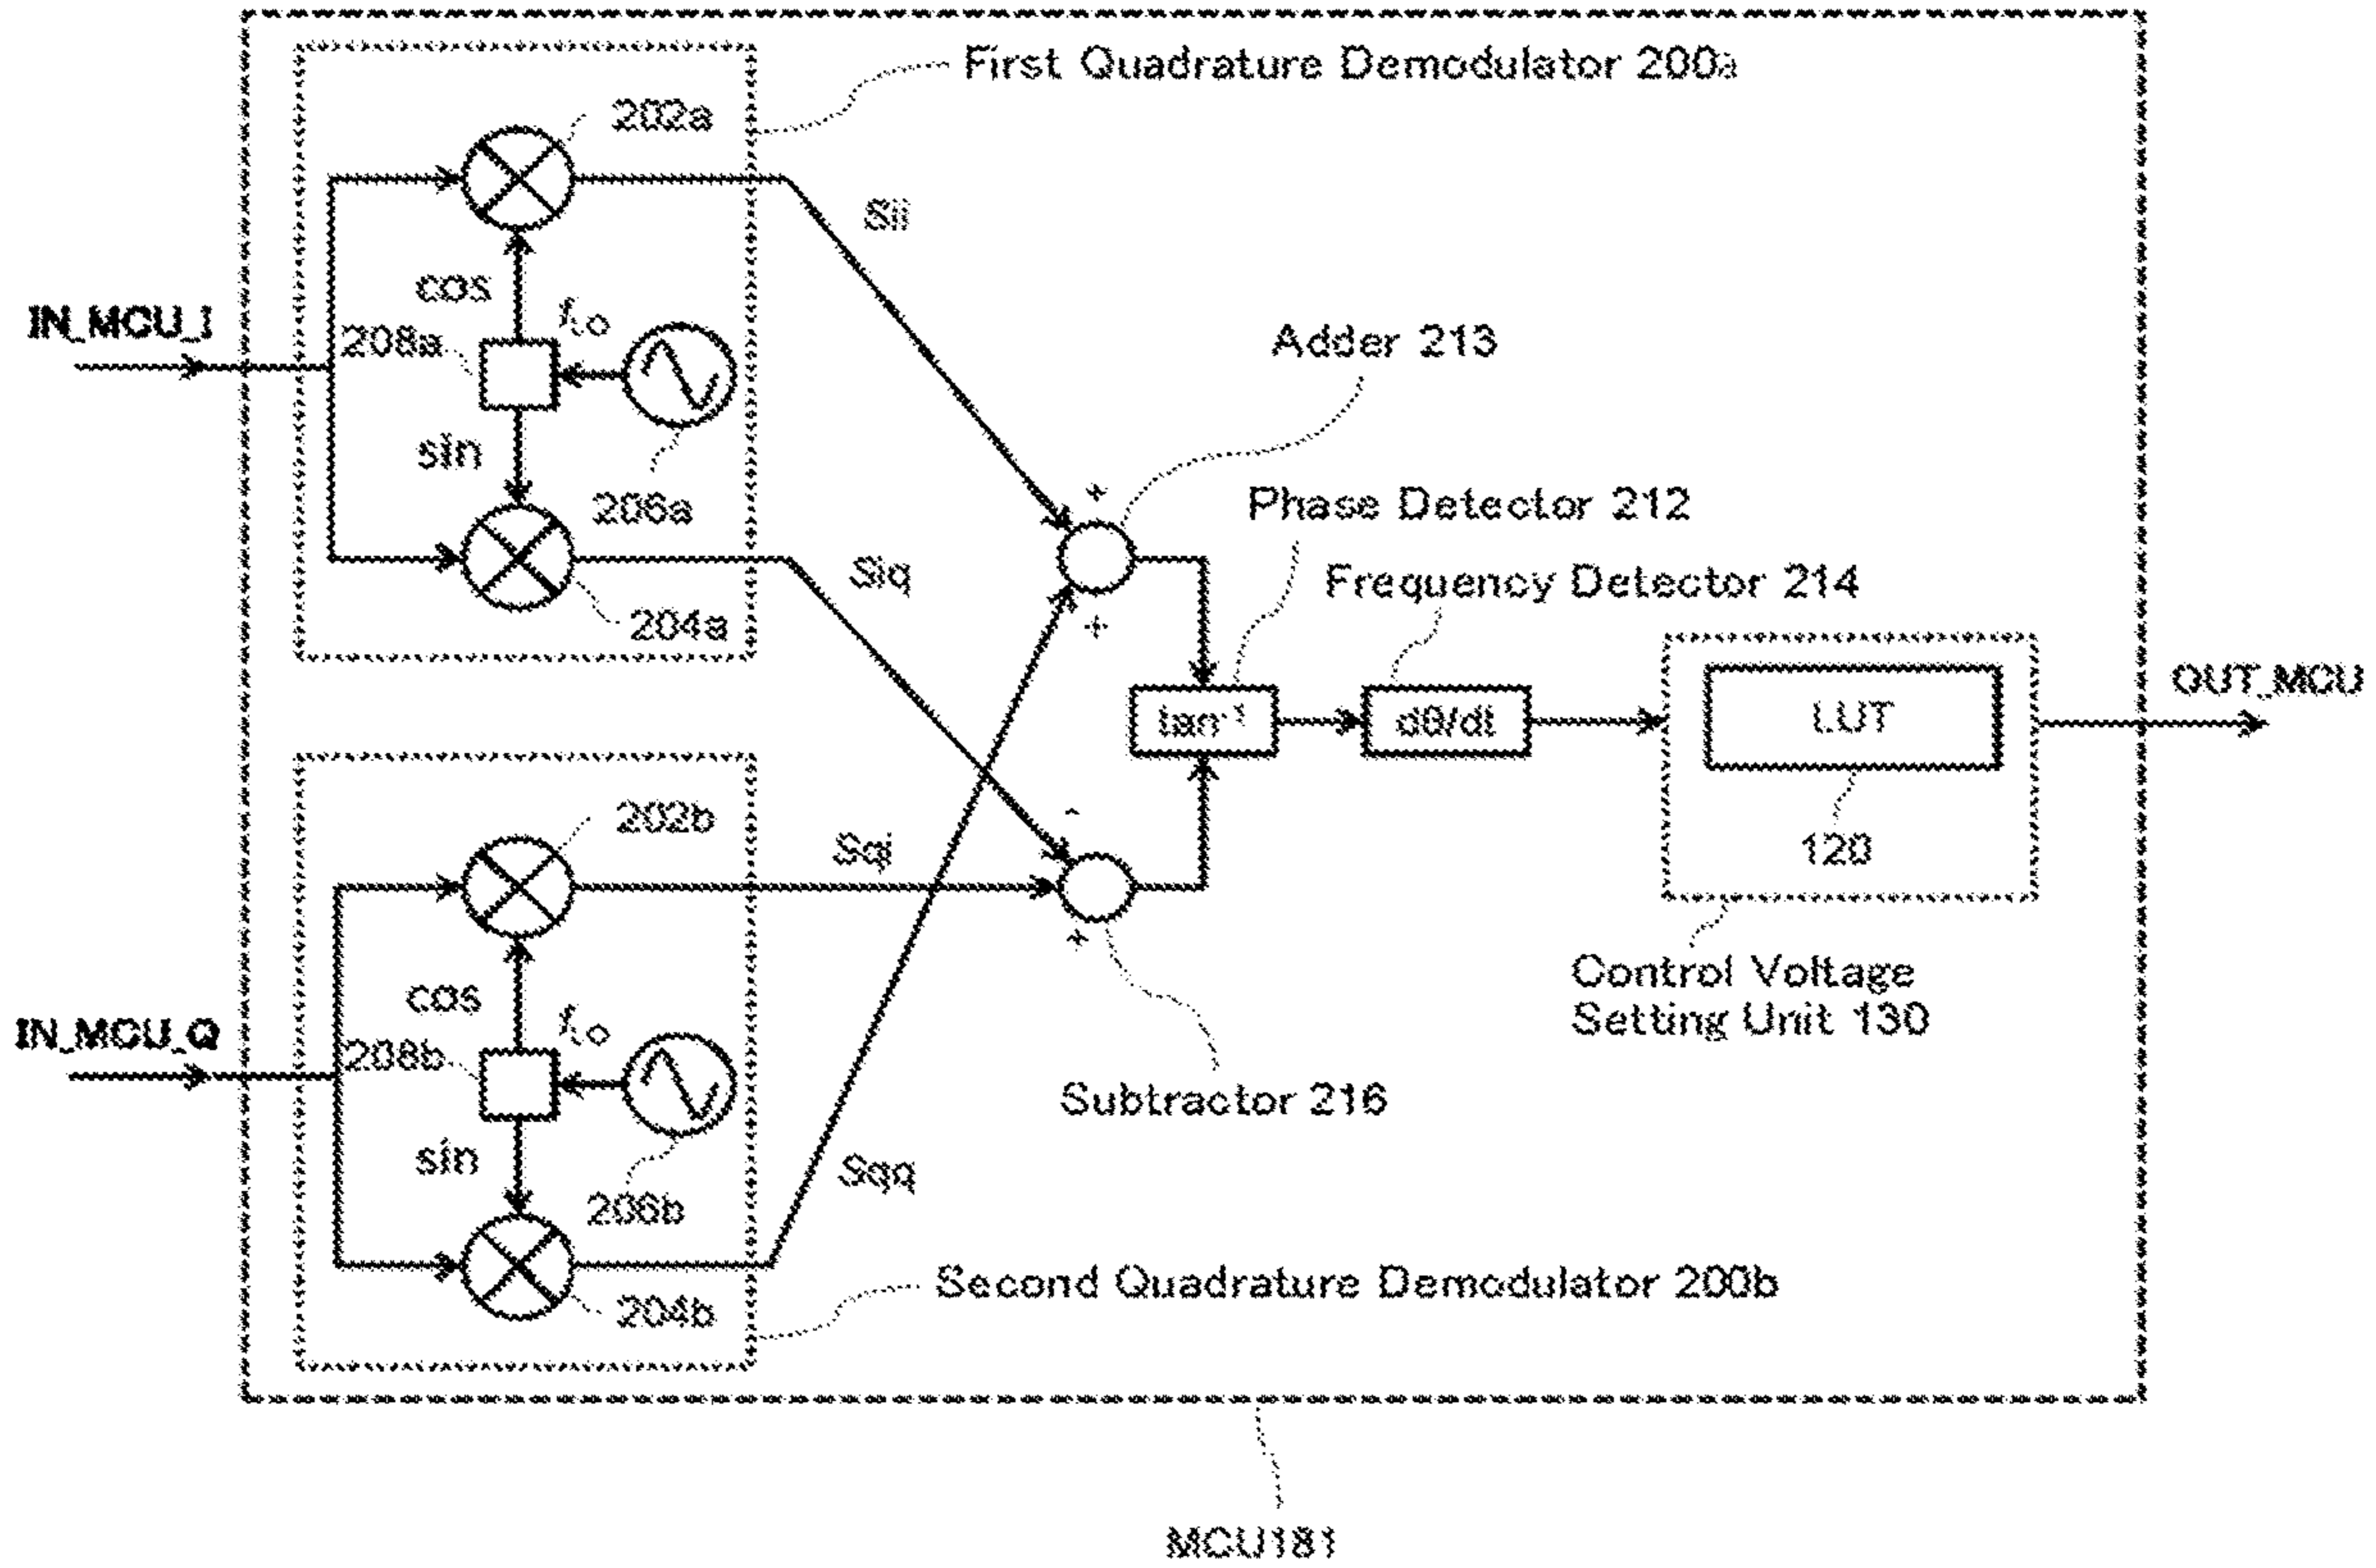 First Quadrature Demodulator 200a
202a
Sii
cos
fLO
IN_MCU_I
208a
Adder 213
sin
206a
+
Phase Detector 212
Siq
Frequency Detector 214
204a
+
OUT_MCU
tan-1
dθ/dt
LUT
202b
-
Sqi
120
+
Control Voltage
Setting Unit 130
cos
fLO
IN_MCU_Q
208b
Subtractor 216
sin
Sqq
206b
Second Quadrature Demodulator 200b
204b
MCU181